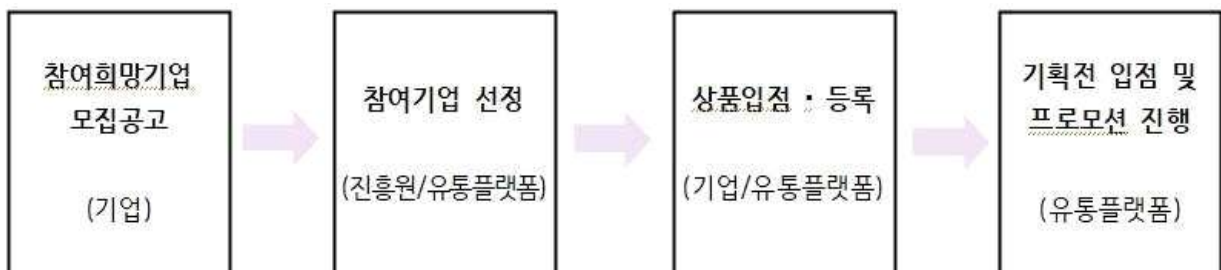 참여희망기업
모집공고
(기업)
참여기업 선정
(진흥원/유통플랫폼)
상품입점・등록
(기업/유통플랫폼)
기획전 입점 및
프로모션 진행
(유통플랫폼)